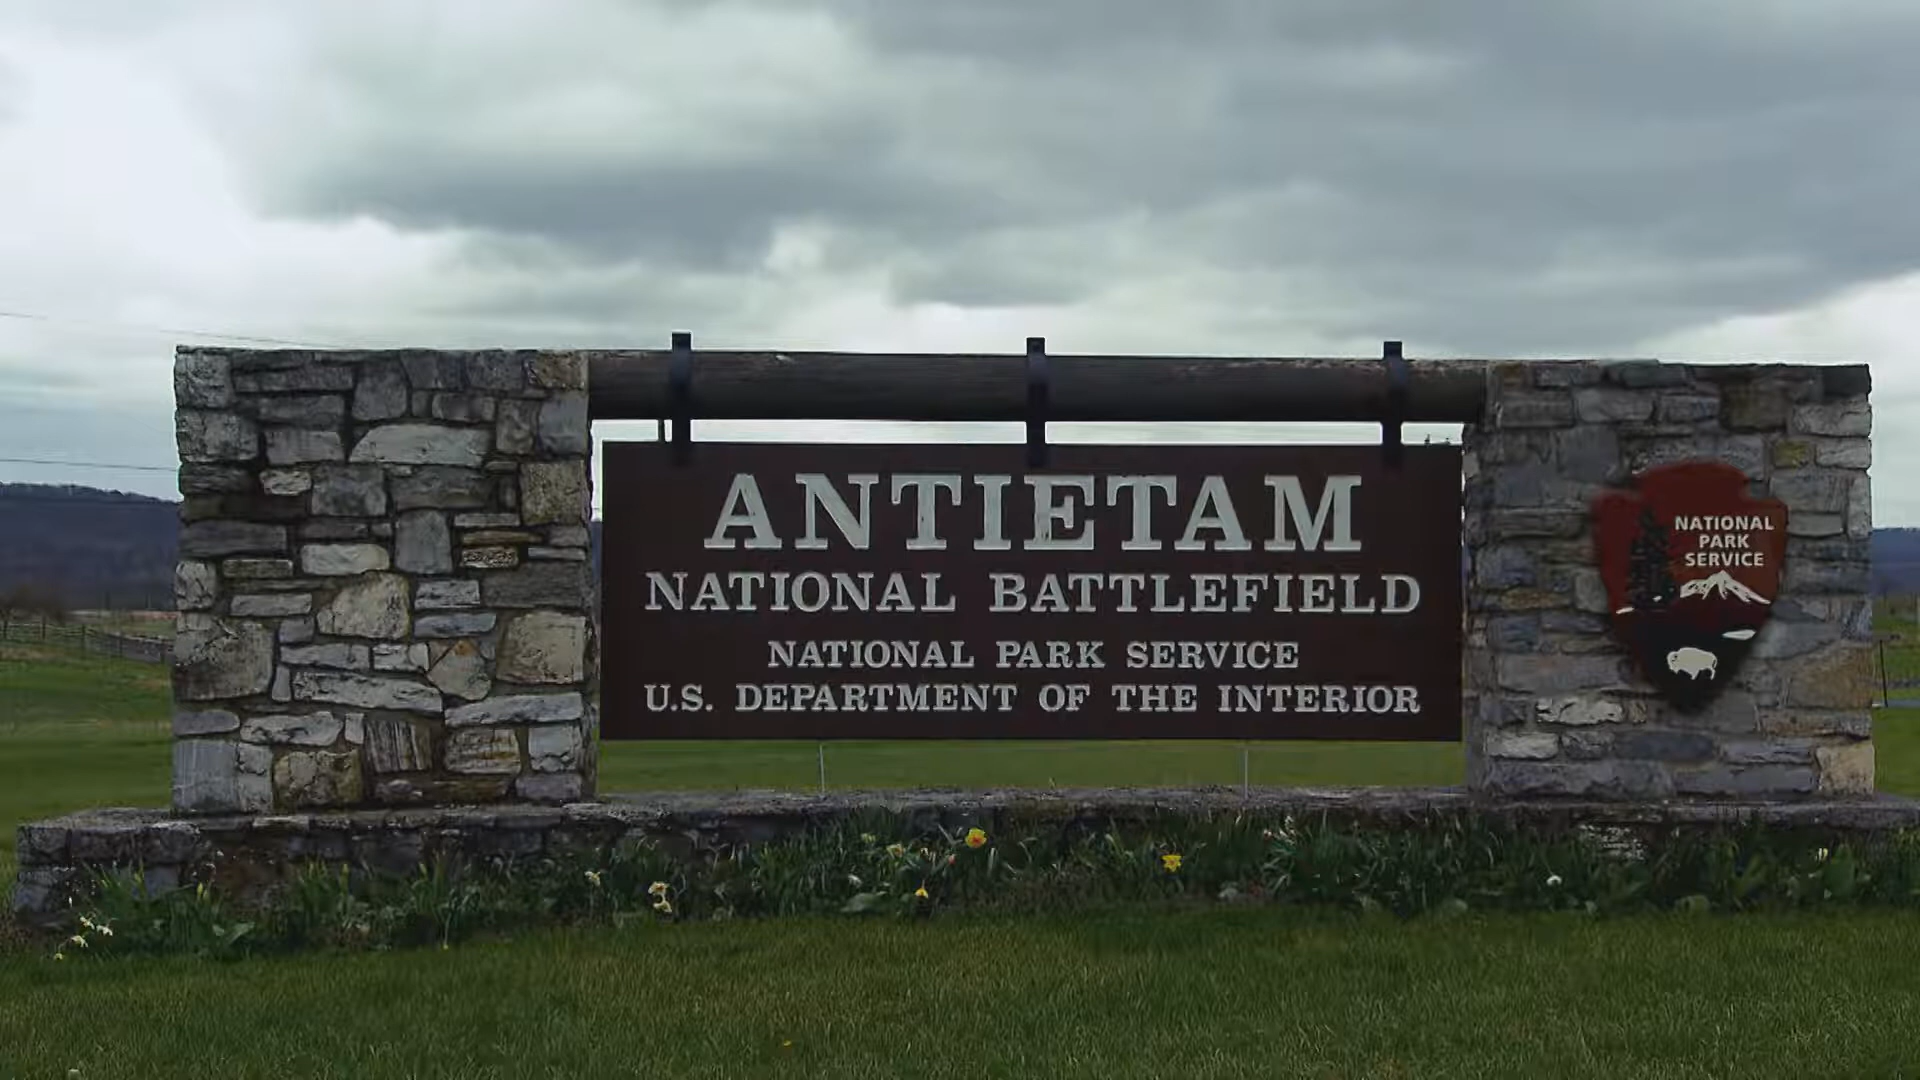 ANTIETAM
NATIONAL BATTLEFIELD
NATIONAL PARK SERVICE
U.S. DEPARTMENT OF THE INTERIOR
NATIONAL
PARK
SERVICE